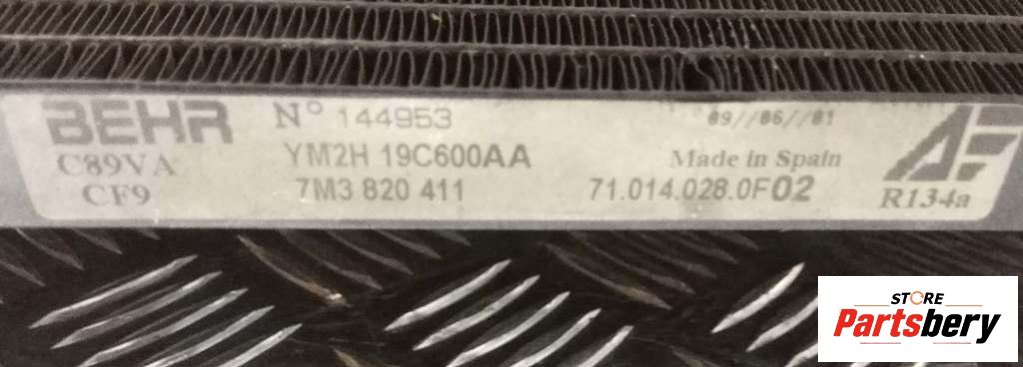 BEHR N° 144953 09//06//01
C89VA YM2H 19C600AA Made in Spain AF
CF9 7M3 820 411 71.014.028.0F02 R134a
STORE
Partsbery